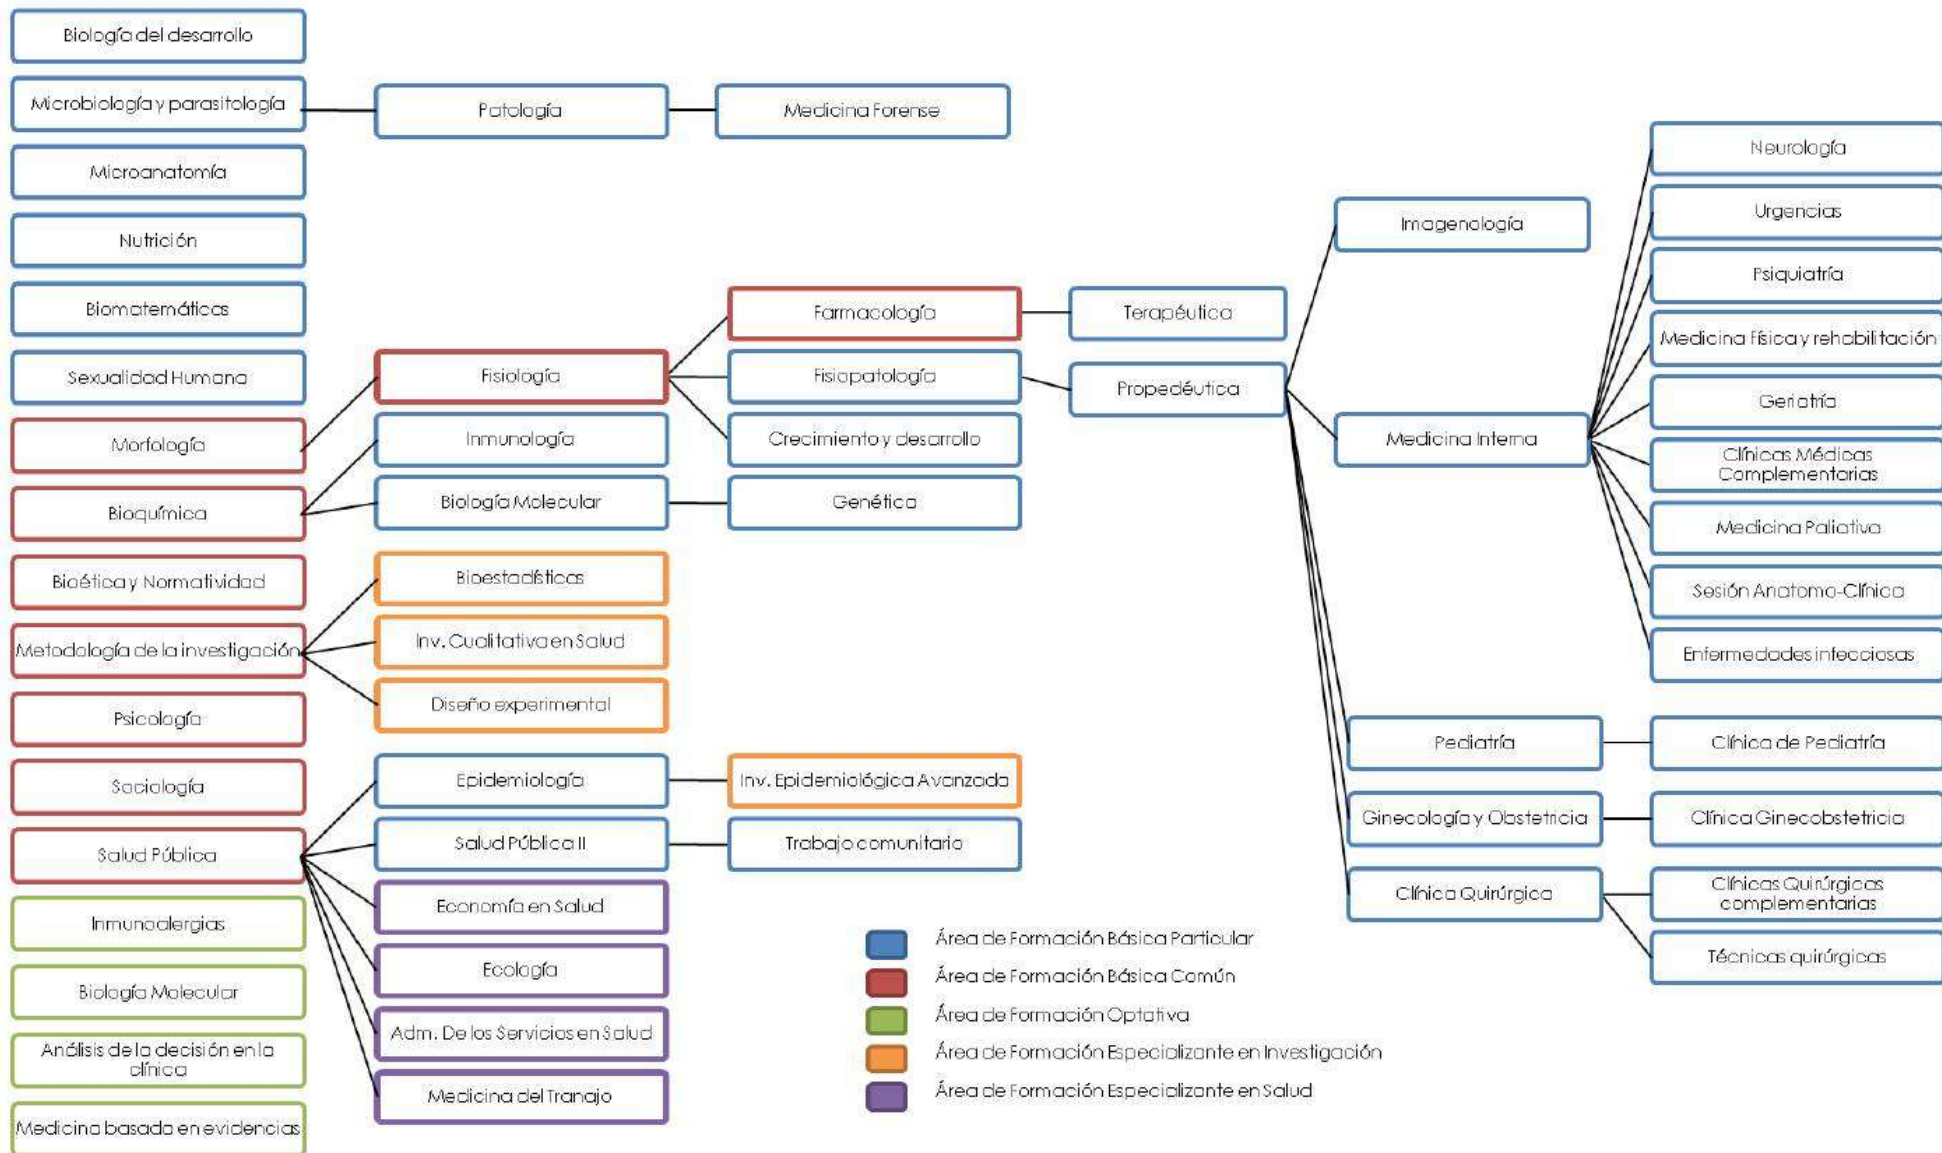 Biología del desarrollo
Microbiología y parasitología
Microanatomía
Nutrición
Biomatemáticas
Sexualidad Humana
Morfología
Bioquímica
Bioética y Normatividad
Metodología de la investigación
Psicología
Sociología
Salud Pública
Inmunoalergias
Biología Molecular
Análisis de la decisión en la
clínica
Medicina basada en evidencias
Patología
Fisiología
Inmunología
Biología Molecular
Bioestadísticas
Inv. Cualitativa en Salud
Diseño experimental
Epidemiología
Salud Pública II
Economía en Salud
Ecología
Adm. De los Servicios en Salud
Medicina del Tranajo
Medicina Forense
Farmacología
Fisiopatología
Crecimiento y desarrollo
Genética
Inv. Epidemiológica Avanzada
Trabajo comunitario
Terapéutica
Propedéutica
Imagenología
Medicina Interna
Pediatría
Ginecología y Obstetricia
Clínica Quirúrgica
Neurología
Urgencias
Psiquiatría
Medicina Física y rehabilitación
Geriatría
Clínicas Médicas
Complementarias
Medicina Paliativa
Sesión Anatomo-Clínica
Enfermedades infecciosas
Clínica de Pediatría
Clínica Ginecobstetricia
Clínicas Quirúrgicas
complementarias
Técnicas quirúrgicas
Área de Formación Básica Particular
Área de Formación Básica Común
Área de Formación Optativa
Área de Formación Especializante en Investigación
Área de Formación Especializante en Salud